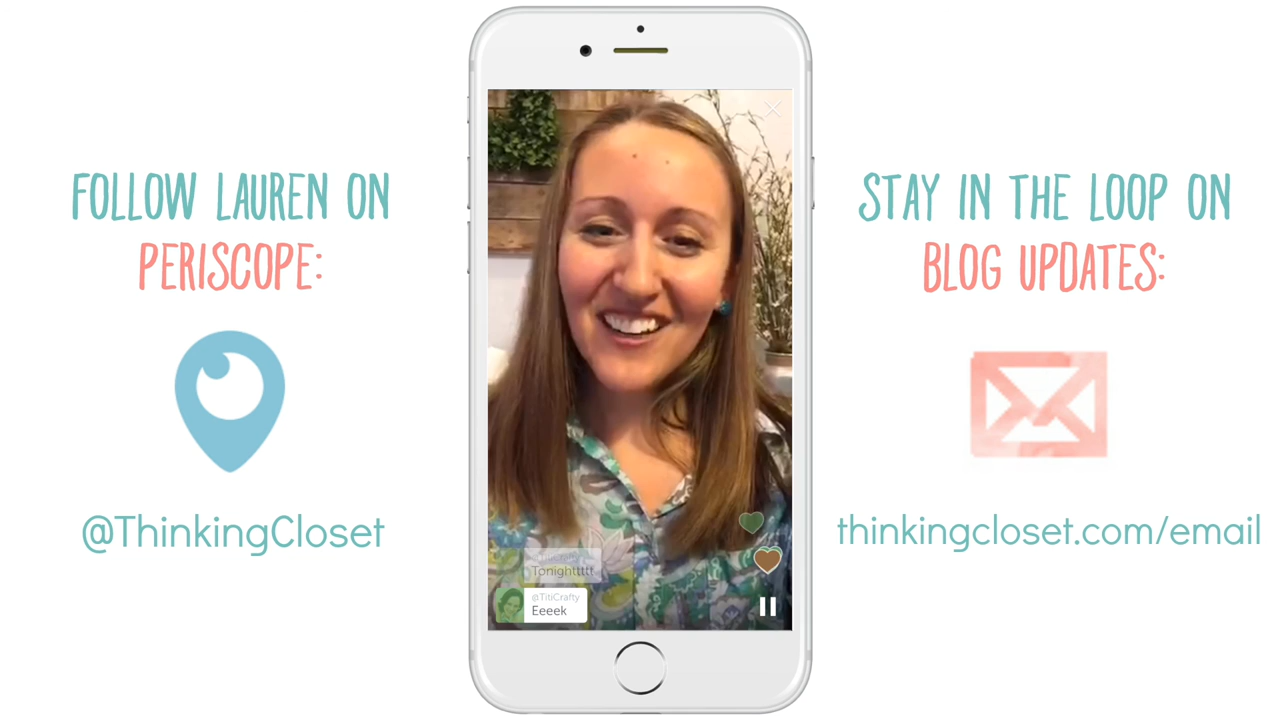 FOLLOW LAUREN ON
PERISCOPE:
@ThinkingCloset
Tonighttttt
@TitiCrafty
Eeeek
STAY IN THE LOOP ON
BLOG UPDATES:
thinkingcloset.com/email